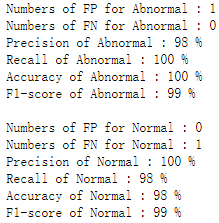 Numbers of FP for Abnormal : 1
Numbers of FN for Abnormal : 0
Precision of Abnormal : 98 %
Recall of Abnormal : 100 %
Accuracy of Abnormal : 100 %
F1-score of Abnormal : 99 %

Numbers of FP for Normal : 0
Numbers of FN for Normal : 1
Precision of Normal : 100 %
Recall of Normal : 98 %
Accuracy of Normal : 98 %
F1-score of Normal : 99 %